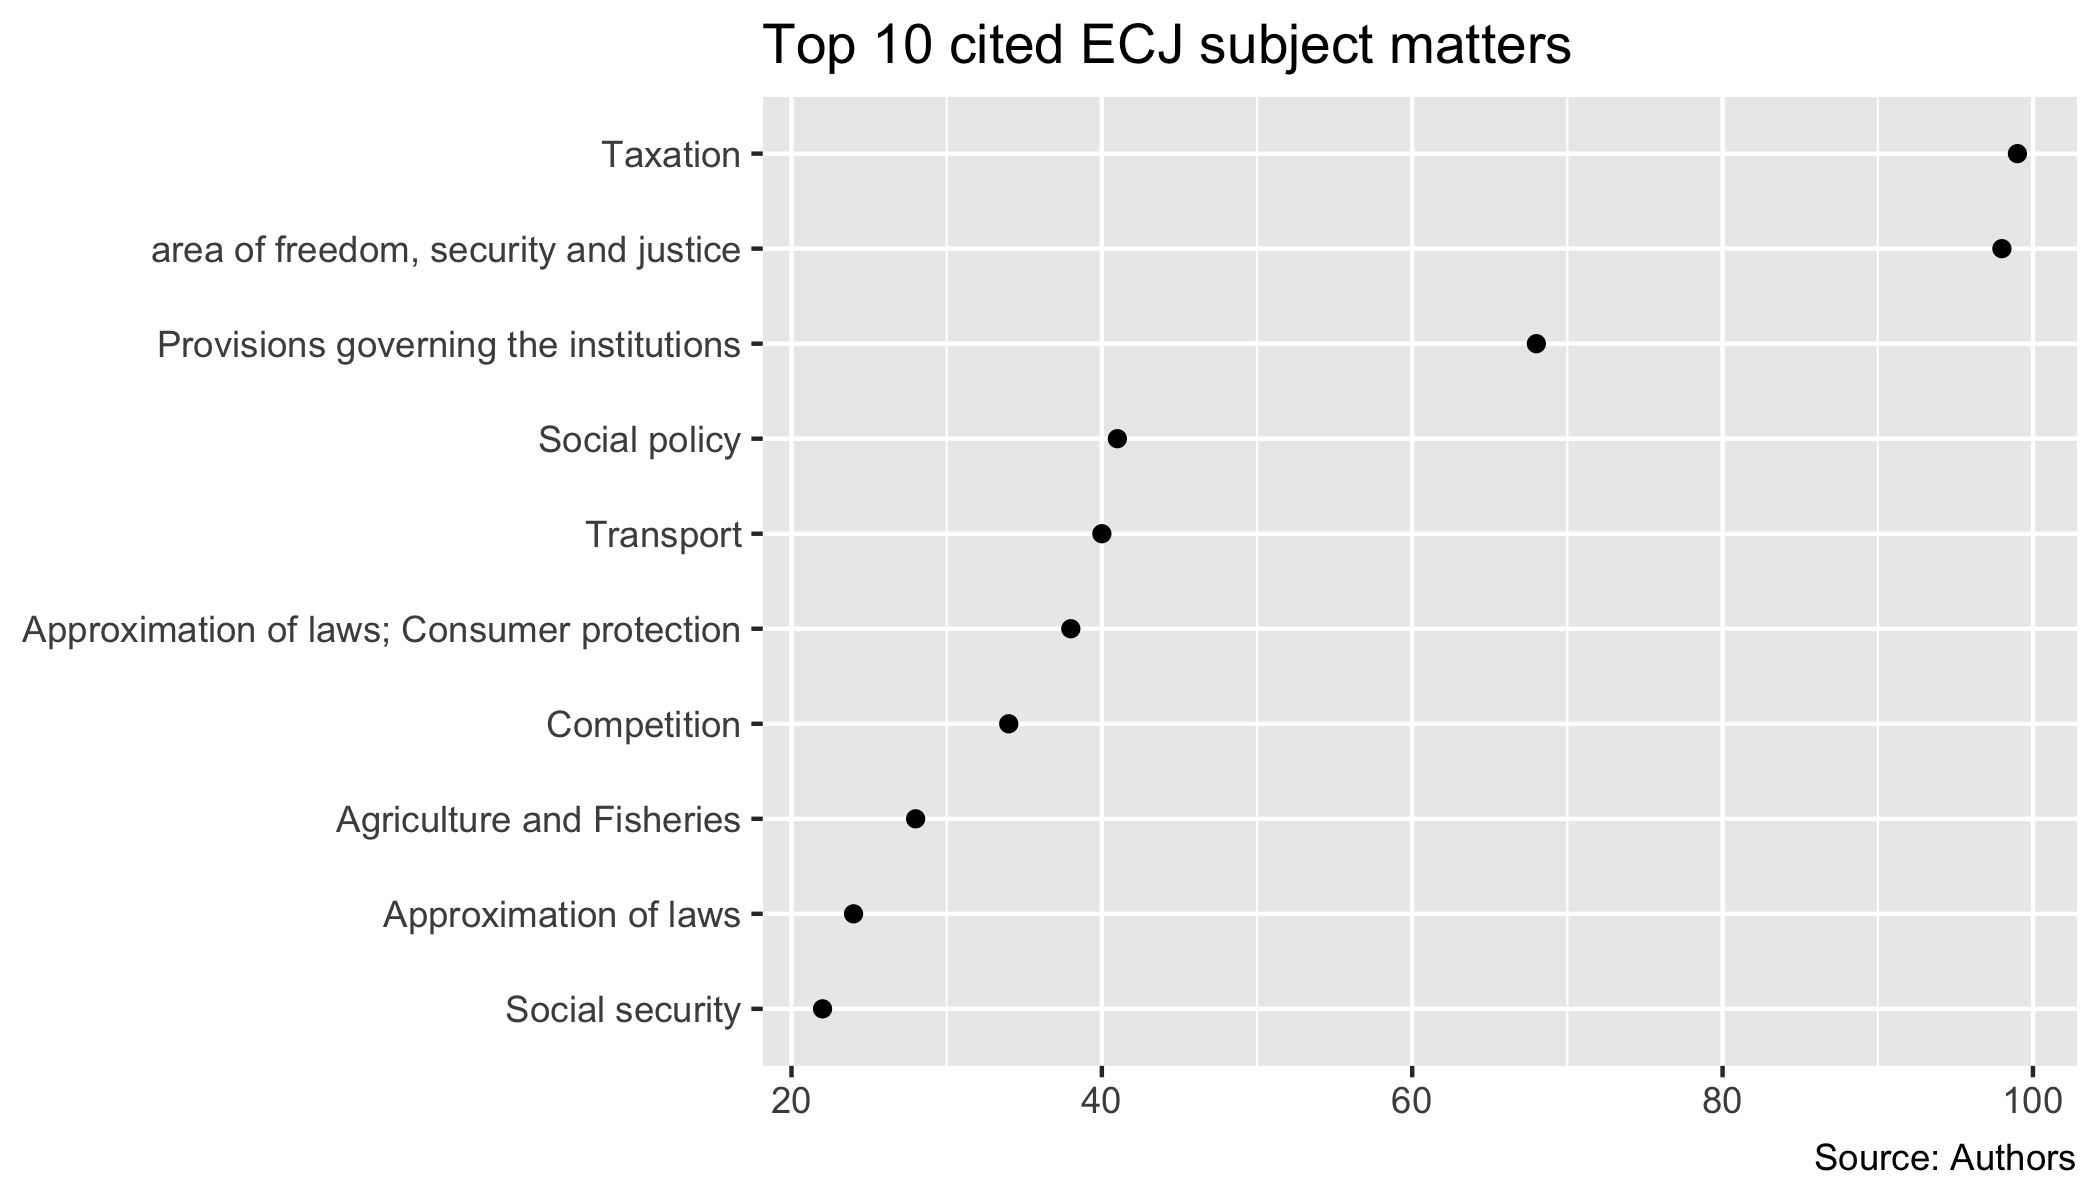 Top 10 cited ECJ subject matters
Taxation
area of freedom, security and justice
Provisions governing the institutions
Social policy
Transport
Approximation of laws; Consumer protection
Competition
Agriculture and Fisheries
Approximation of laws
Social security
20 40 60 80 100
Source: Authors